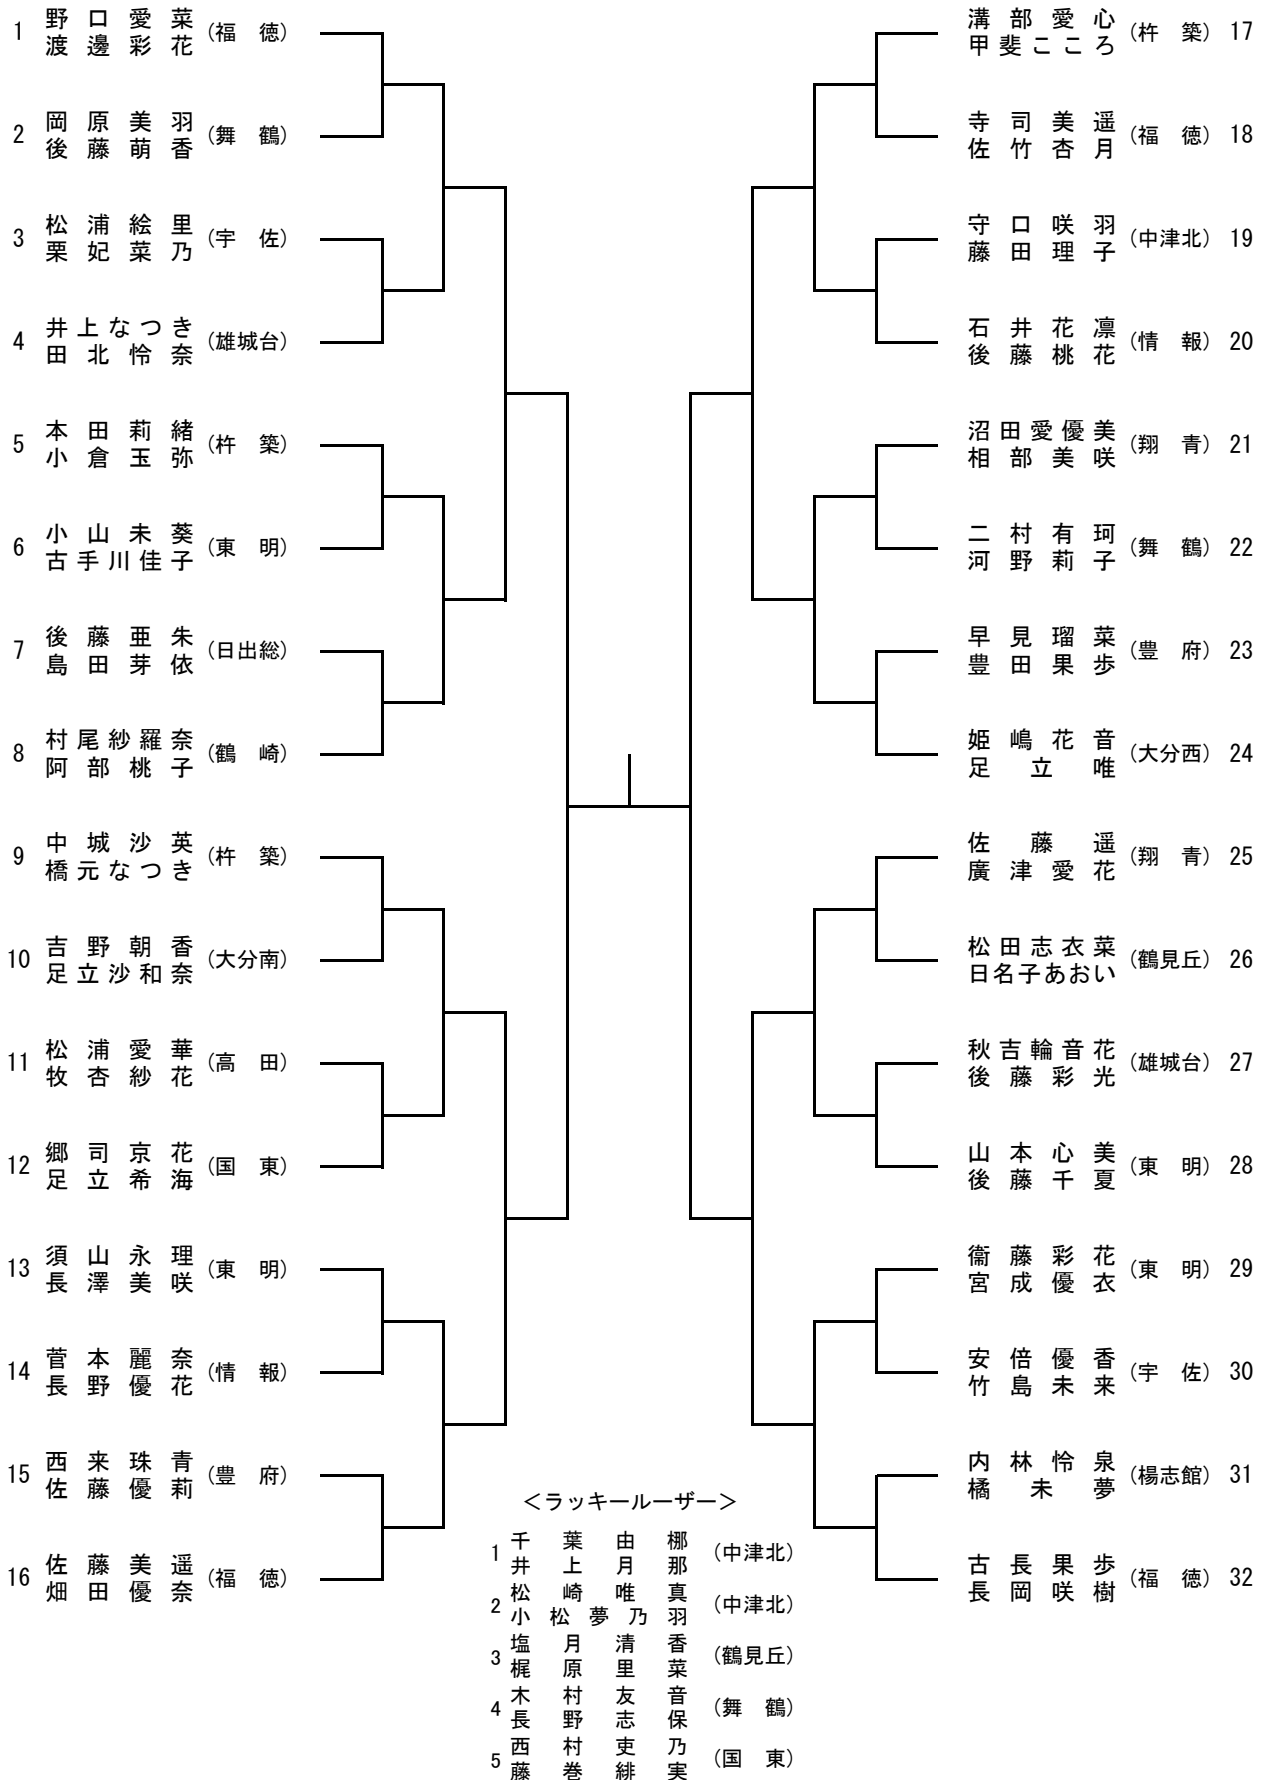 1 野口愛菜 (福徳)
渡邊彩花
2 岡原美羽 (舞鶴)
後藤萌香
3 松浦絵里 (宇佐)
栗妃菜乃
4 井上なつき (雄城台)
田北怜奈
5 本田莉緒 (杵築)
小倉玉弥
6 小山未葵 (東明)
古手川佳子
7 後藤亜朱 (日出総)
島田芽依
8 村尾紗羅奈 (鶴崎)
阿部桃子
9 中城沙英 (杵築)
橋元なつき
10 吉野朝香 (大分南)
足立沙和奈
11 松浦愛華 (高田)
牧杏紗花
12 郷司京花 (国東)
足立希海
13 須山永理 (東明)
長澤美咲
14 菅本麗奈 (情報)
長野優花
15 西来珠青 (豊府)
佐藤優莉
16 佐藤美遥 (福徳)
畑田優奈
溝部愛心 (杵築) 17
甲斐こころ
寺司美遥 (福徳) 18
佐竹杏月
守口咲羽 (中津北) 19
藤田理子
石井花凛 (情報) 20
後藤桃花
沼田愛優美 (翔青) 21
相部美咲
二村有珂 (舞鶴) 22
河野莉子
早見瑠菜 (豊府) 23
豊田果歩
姫嶋花音 (大分西) 24
足立唯
佐藤遥 (翔青) 25
廣津愛花
松田志衣菜 (鶴見丘) 26
日名子あおい
秋吉輪音花 (雄城台) 27
後藤彩光
山本心美 (東明) 28
後藤千夏
衞藤彩花 (東明) 29
宮成優衣
安倍優香 (宇佐) 30
竹島未来
内林怜泉 (楊志館) 31
橘未夢
古長果歩 (福徳) 32
長岡咲樹
＜ラッキールーザー＞
1 千葉由梛 (中津北)
井上月那
2 松崎唯真 (中津北)
小松夢乃羽
3 塩月清香 (鶴見丘)
梶原里菜
4 木村友音 (舞鶴)
長野志保
5 西村吏乃 (国東)
藤巻緋実